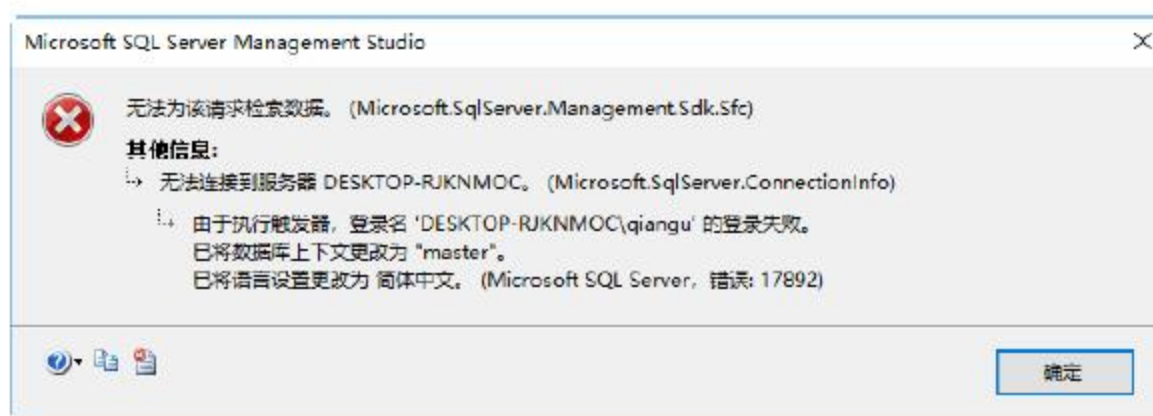 Microsoft SQL Server Management Studio
无法为该请求检索数据。 (Microsoft.SqlServer.Management.Sdk.Sfc)
其他信息:
无法连接到服务器 DESKTOP-RJKNMOC。 (Microsoft.SqlServer.ConnectionInfo)
由于执行触发器，登录名 'DESKTOP-RJKNMOC\qiangu' 的登录失败。
已将数据库上下文更改为 "master"。
已将语言设置更改为 简体中文。 (Microsoft SQL Server，错误: 17892)
确定